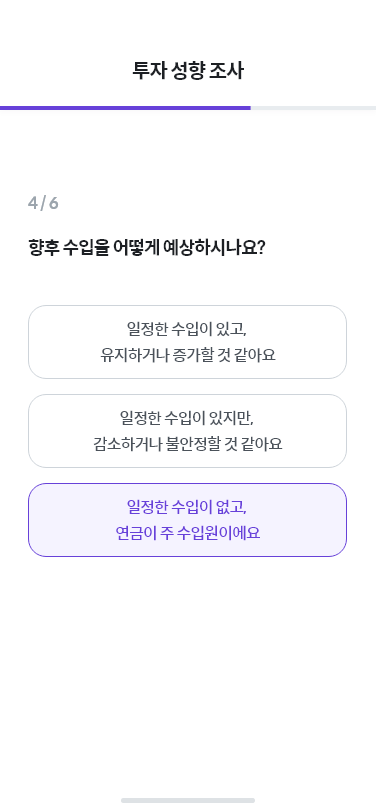 투자 성향 조사
4 / 6
향후 수입을 어떻게 예상하시나요?
일정한 수입이 있고,
유지하거나 증가할 것 같아요
일정한 수입이 있지만,
감소하거나 불안정할 것 같아요
일정한 수입이 없고,
연금이 주 수입원이에요